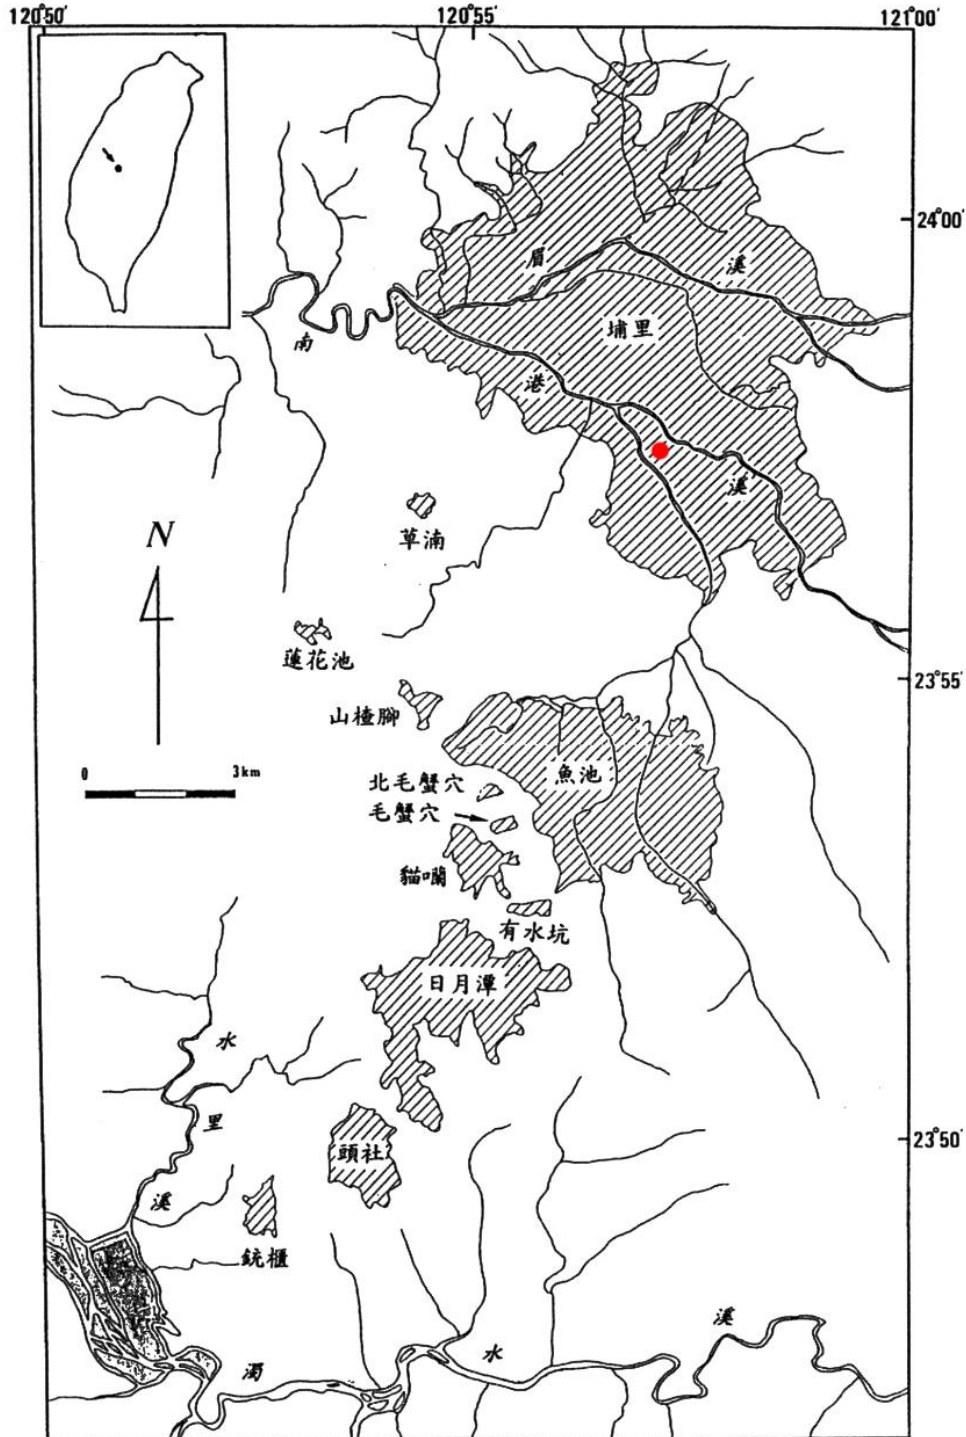 120°50'
120°55'
121°00'
24°00'
眉
溪
埔里
南
港
溪
草湳
N
蓮花池
23°55'
山楂腳
0
3km
魚池
北毛蟹穴
毛蟹穴
貓囒
有水坑
日月潭
水
里
溪
23°50'
頭社
銃櫃
濁
水
溪